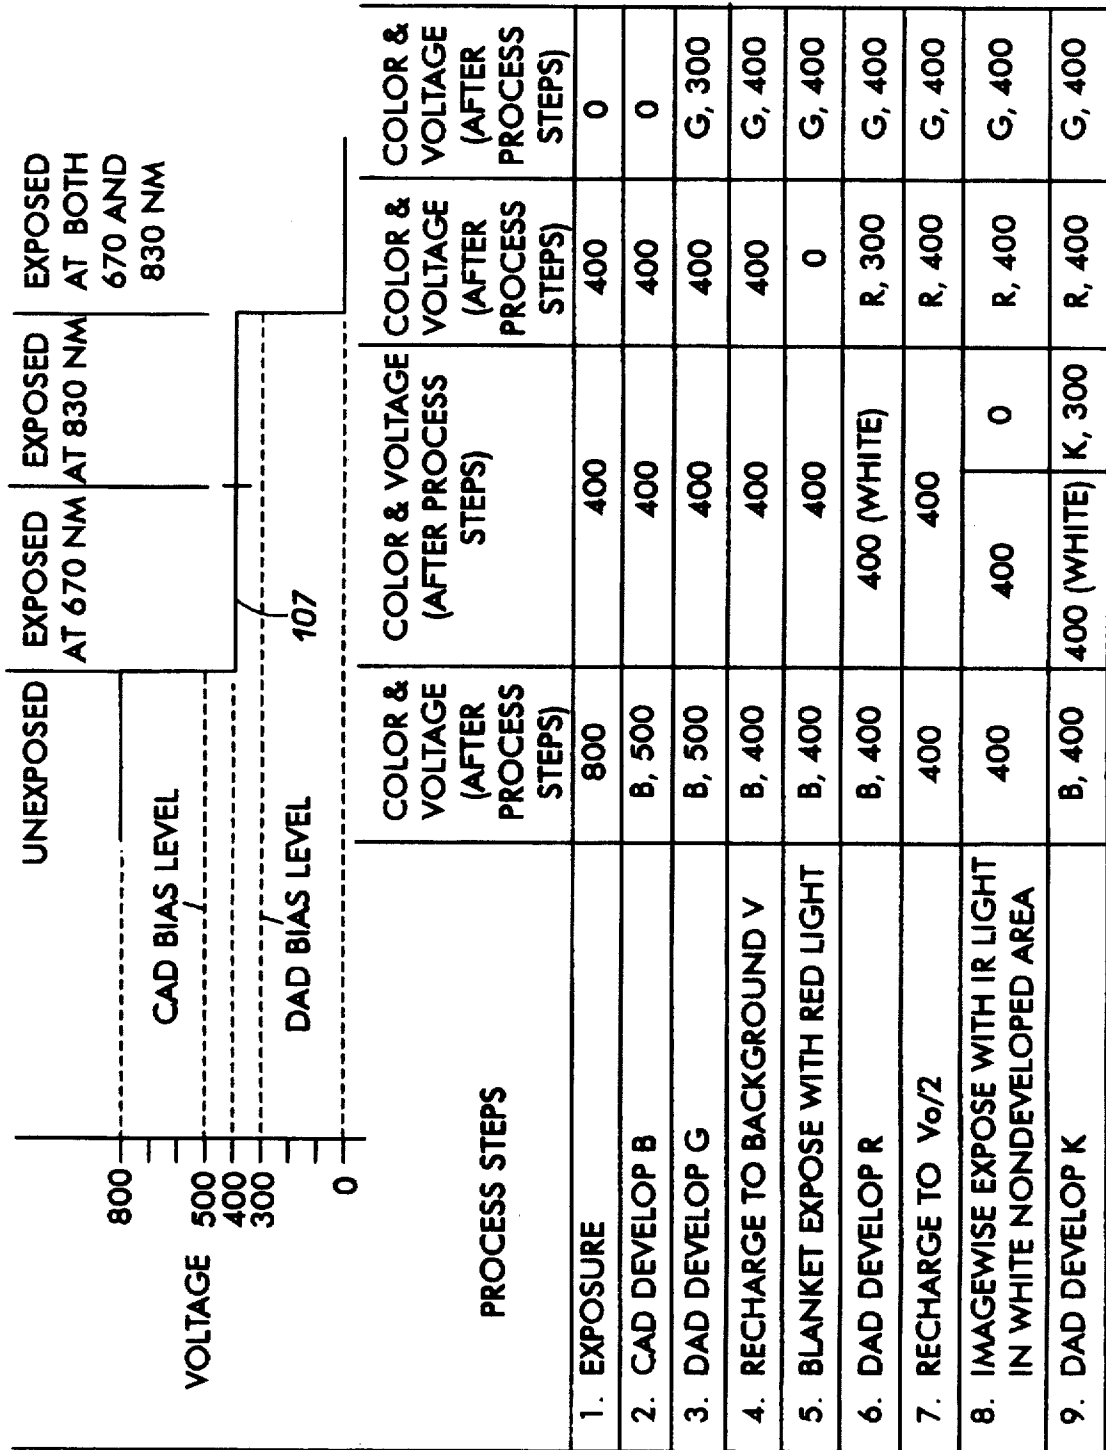 UNEXPOSED
EXPOSED
AT 670 NM
EXPOSED
AT 830 NM
EXPOSED
AT BOTH
670 AND
830 NM
VOLTAGE
800
500
400
300
0
CAD BIAS LEVEL
DAD BIAS LEVEL
107
PROCESS STEPS
COLOR &
VOLTAGE
(AFTER
PROCESS
STEPS)
COLOR & VOLTAGE
(AFTER PROCESS
STEPS)
COLOR &
VOLTAGE
(AFTER
PROCESS
STEPS)
COLOR &
VOLTAGE
(AFTER
PROCESS
STEPS)
1. EXPOSURE 800 400 400 0
2. CAD DEVELOP B B, 500 400 400 0
3. DAD DEVELOP G B, 500 400 400 G, 300
4. RECHARGE TO BACKGROUND V B, 400 400 400 G, 400
5. BLANKET EXPOSE WITH RED LIGHT B, 400 400 0 G, 400
6. DAD DEVELOP R B, 400 400 (WHITE) R, 300 G, 400
7. RECHARGE TO Vo/2 400 400 R, 400 G, 400
8. IMAGEWISE EXPOSE WITH IR LIGHT
IN WHITE NONDEVELOPED AREA 400 400 0 R, 400 G, 400
9. DAD DEVELOP K B, 400 400 (WHITE) K, 300 R, 400 G, 400